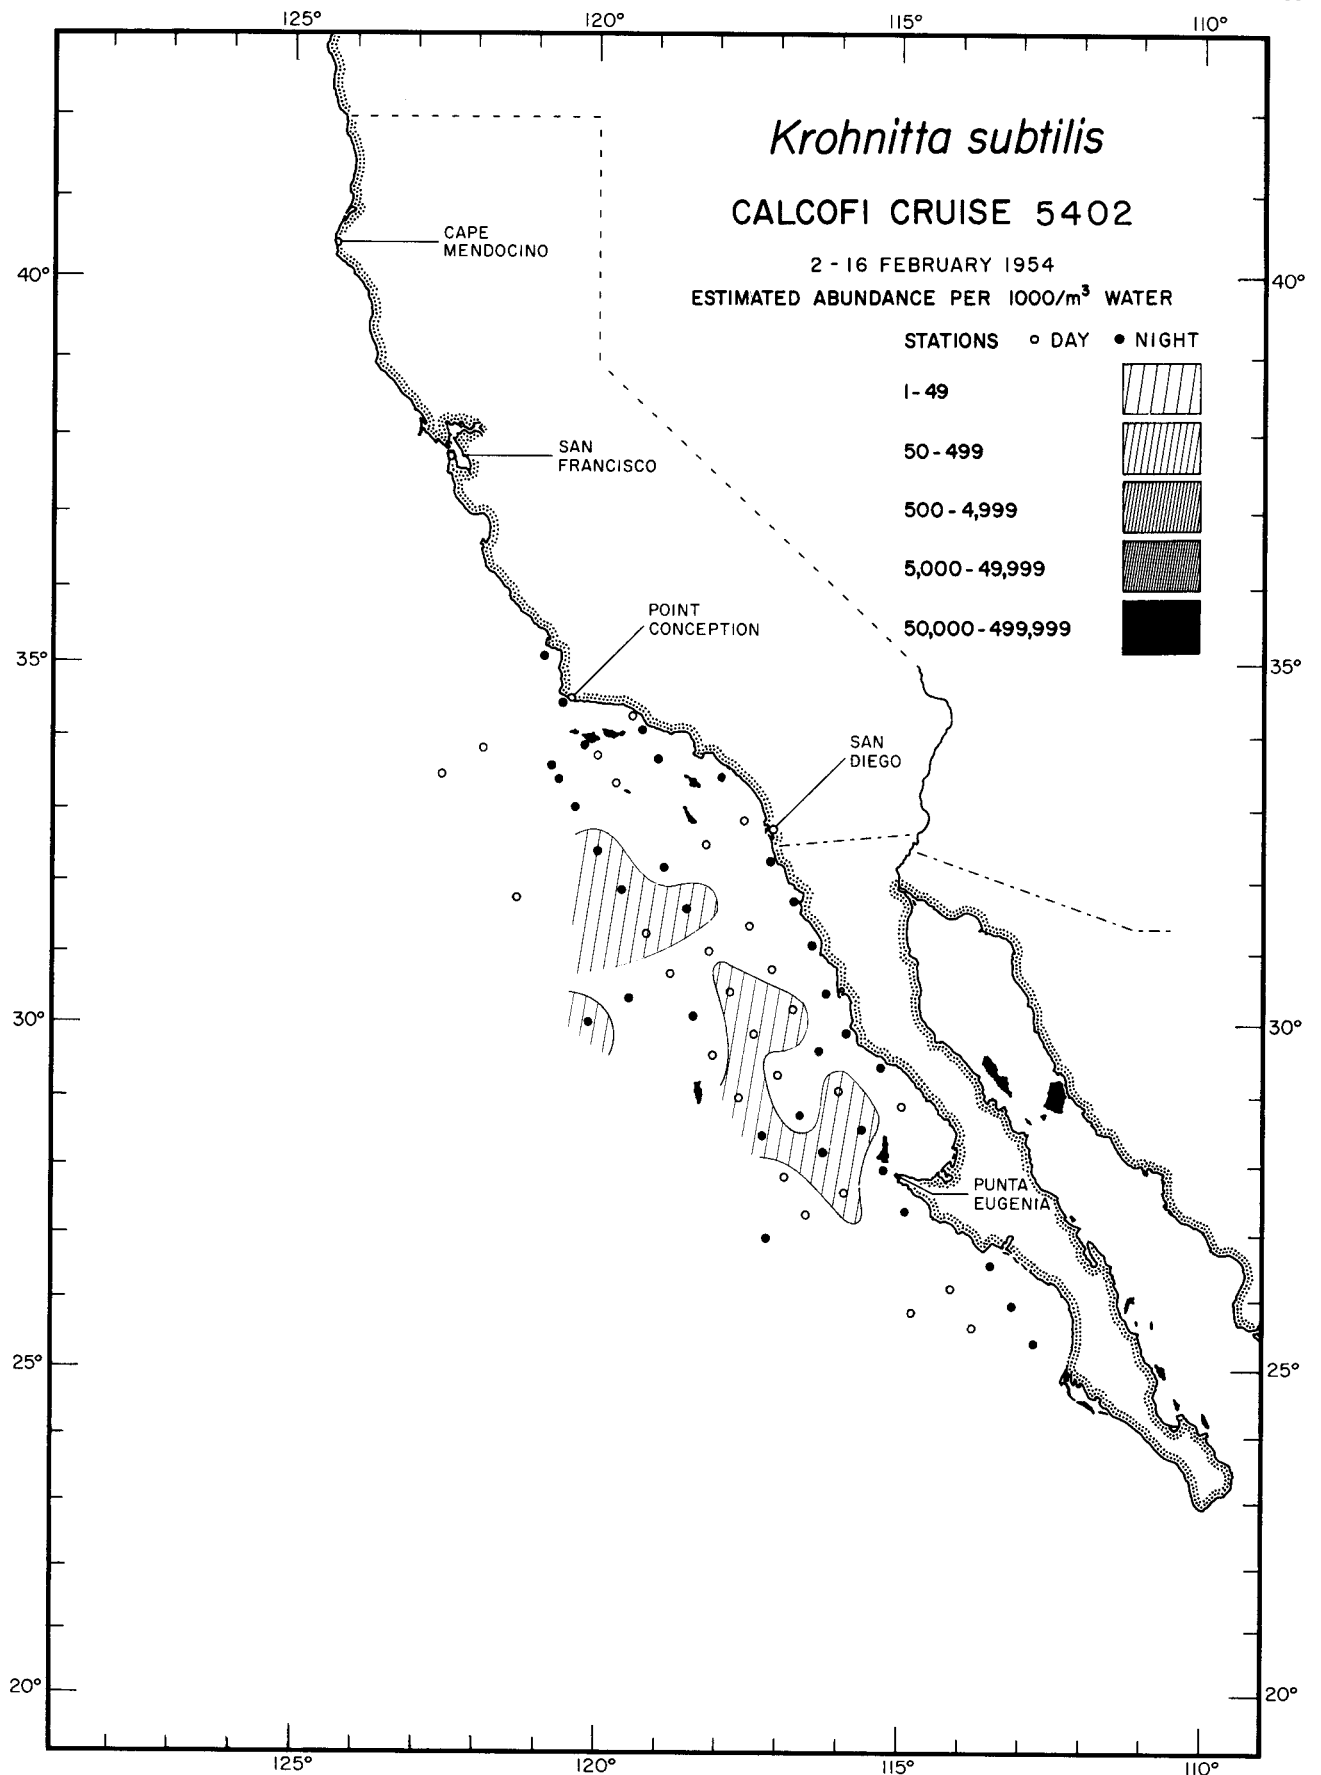 125° 120° 115° 110°
Krohnitta subtilis
CALCOFI CRUISE 5402
2 - 16 FEBRUARY 1954
ESTIMATED ABUNDANCE PER 1000/m³ WATER
STATIONS ○ DAY ● NIGHT
1 - 49
50 - 499
500 - 4,999
5,000 - 49,999
50,000 - 499,999
CAPE
MENDOCINO
40° 40°
SAN
FRANCISCO
POINT
CONCEPTION
35° 35°
SAN
DIEGO
30° 30°
PUNTA
EUGENIA
25° 25°
20° 20°
125° 120° 115° 110°